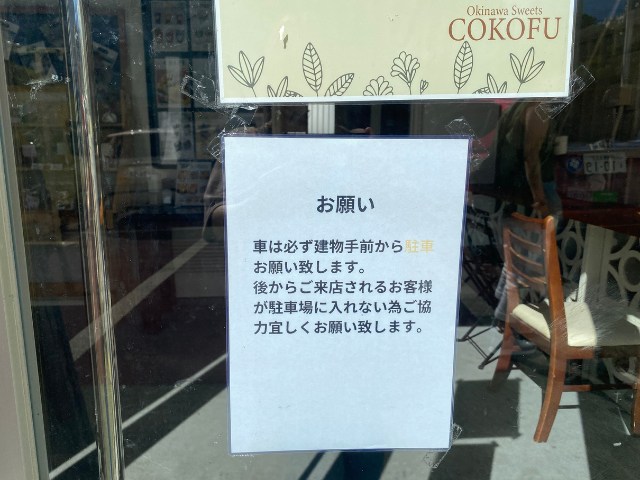 Okinawa Sweets
COKOFU
お願い
車は必ず建物手前から駐車
お願い致します。
後からご来店されるお客様
が駐車場に入れない為ご協
力宜しくお願い致します。